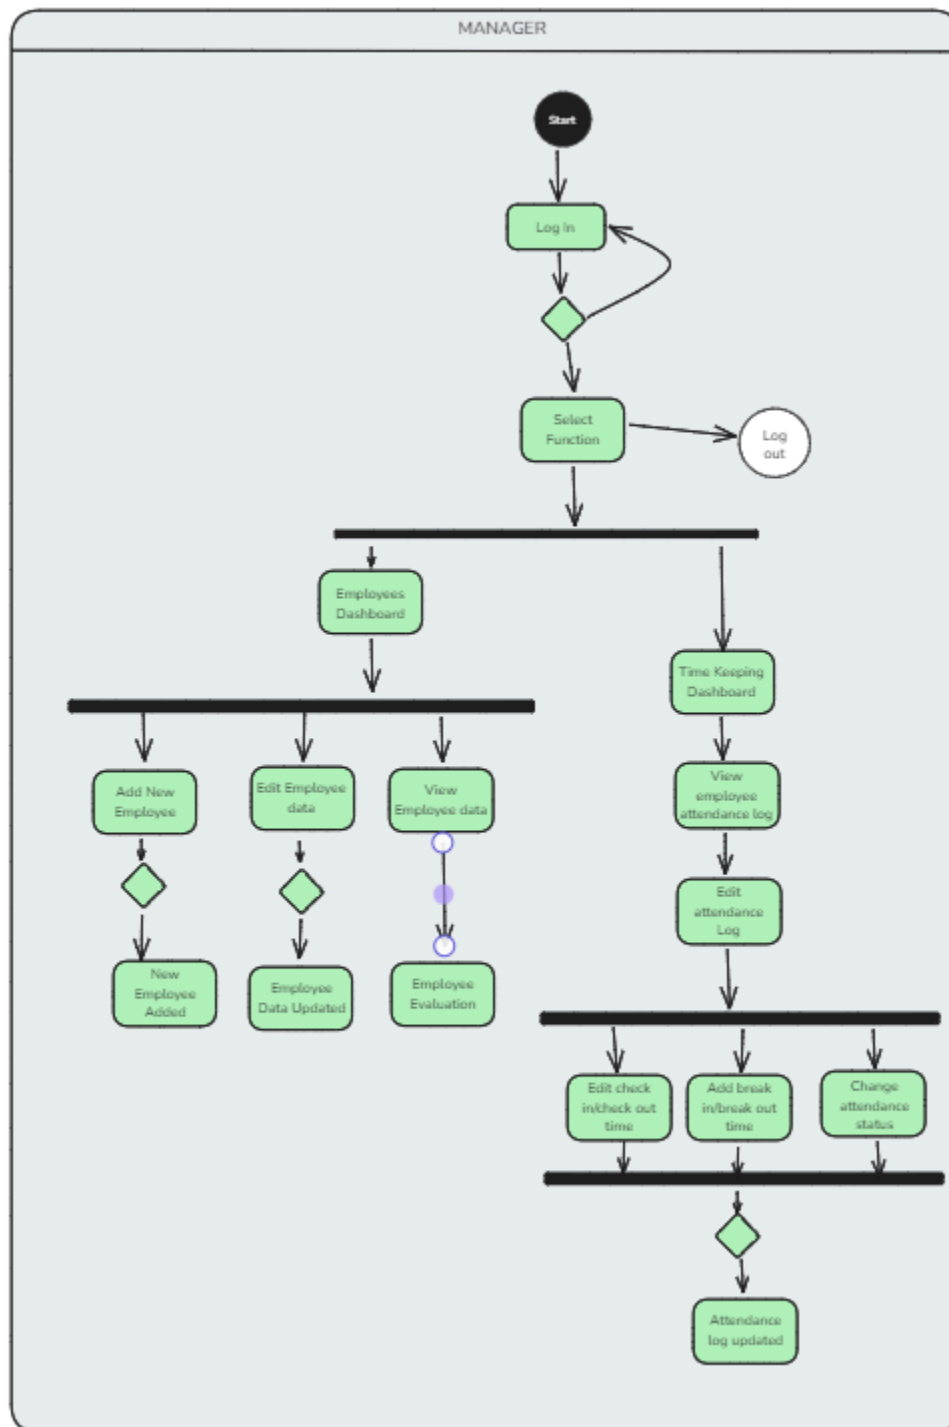 MANAGER
Start
Log In
Select
Function
Log
out
Employees
Dashboard
Time Keeping
Dashboard
Add New
Employee
Edit Employee
data
View
Employee data
View
employee
attendance log
Edit
attendance
Log
New
Employee
Added
Employee
Data Updated
Employee
Evaluation
Edit check
in/check out
time
Add break
in/break out
time
Change
attendance
status
Attendance
log updated